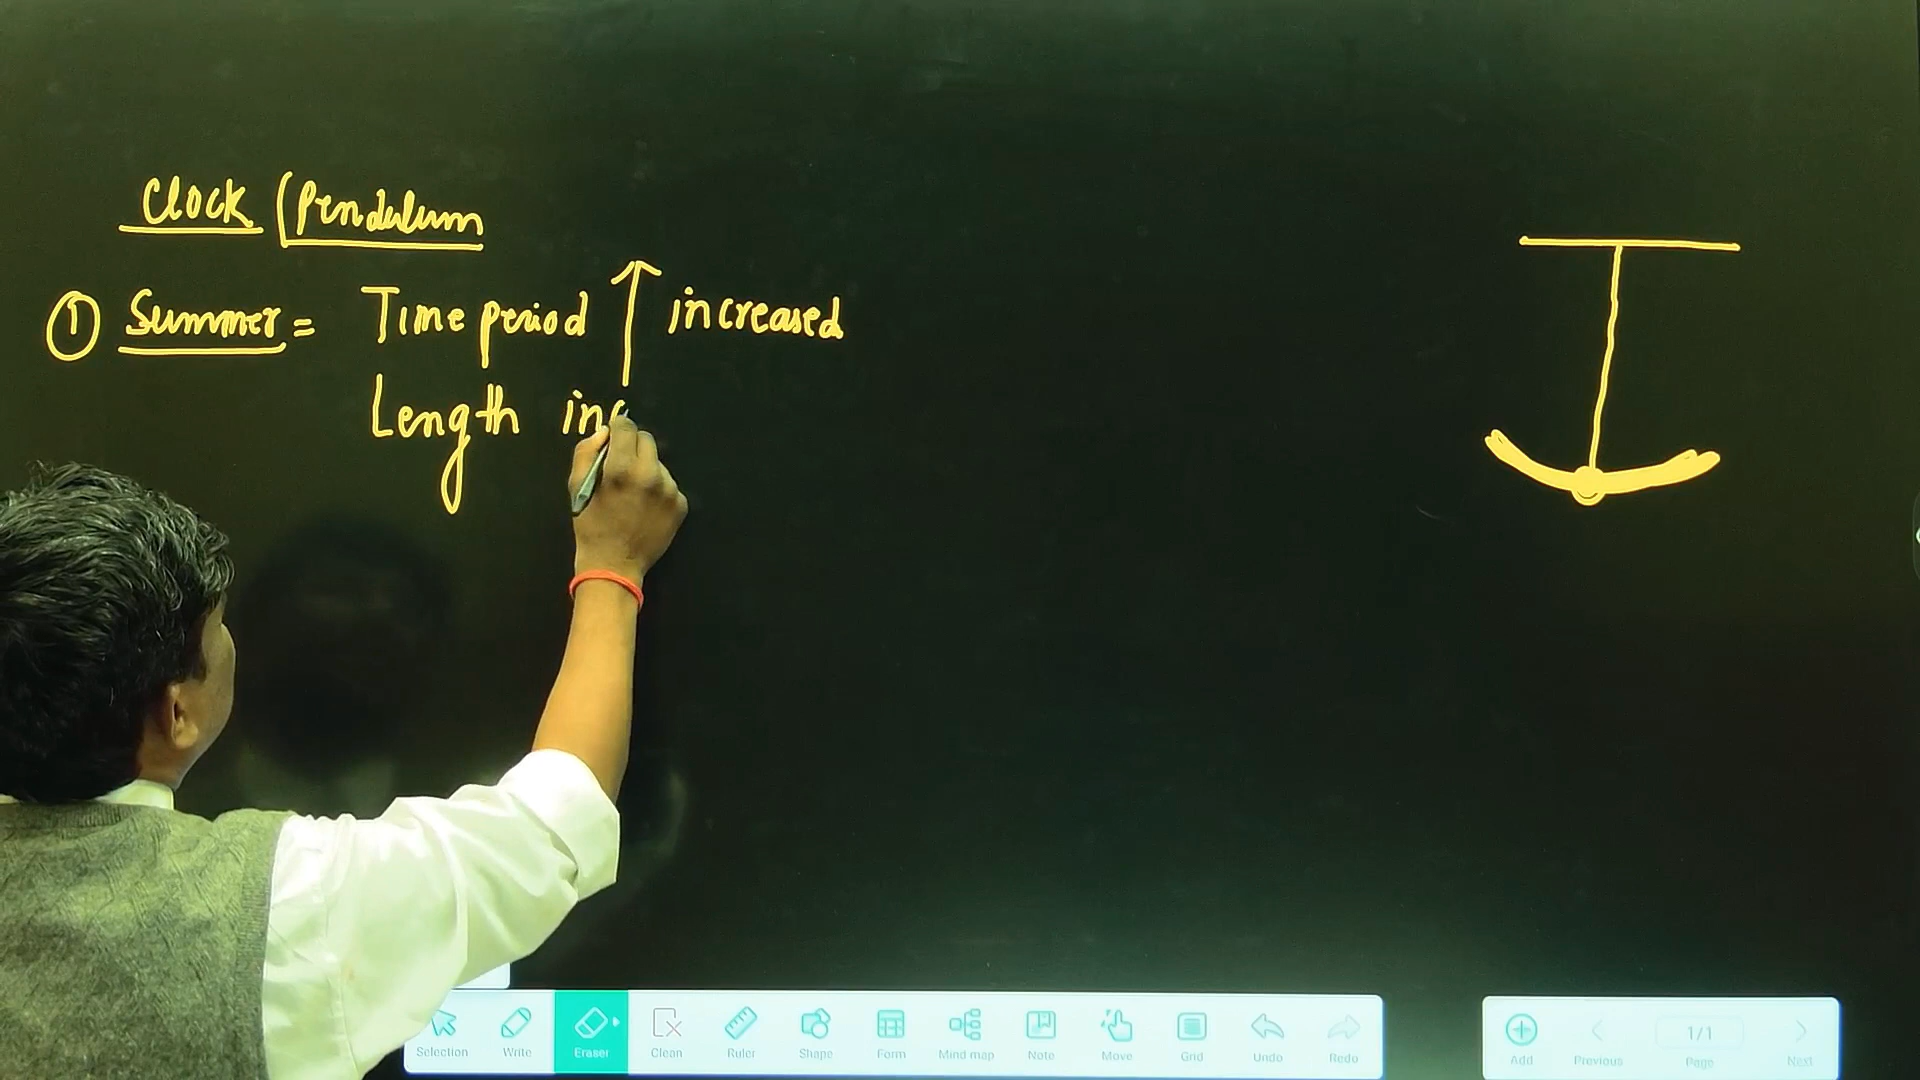 Clock (Pendulum
① Summer = Time period ↑ increased
Length inc
Selection Write Eraser Clean Ruler Shape Form Mind map Note Move Grid Undo Redo
Add Previous 1/1 Page Next